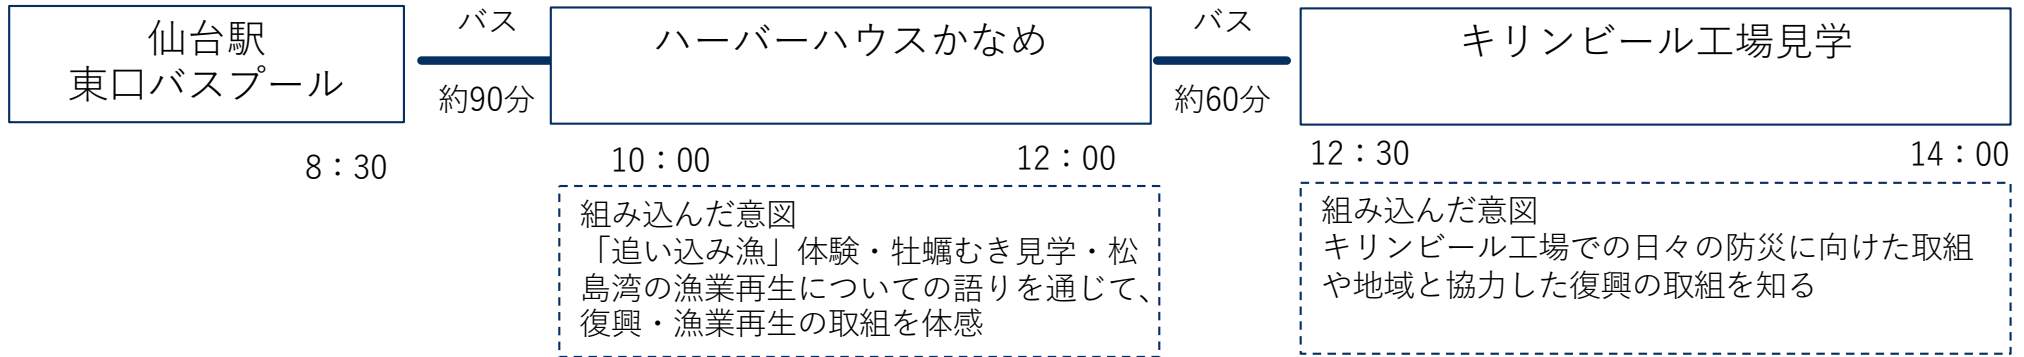 仙台駅
東口バスプール
バス
約90分
ハーバーハウスかなめ
バス
約60分
キリンビール工場見学
8：30
10：00
12：00
12：30
14：00
組み込んだ意図
「追い込み漁」体験・牡蠣むき見学・松
島湾の漁業再生についての語りを通じて、
復興・漁業再生の取組を体感
組み込んだ意図
キリンビール工場での日々の防災に向けた取組
や地域と協力した復興の取組を知る